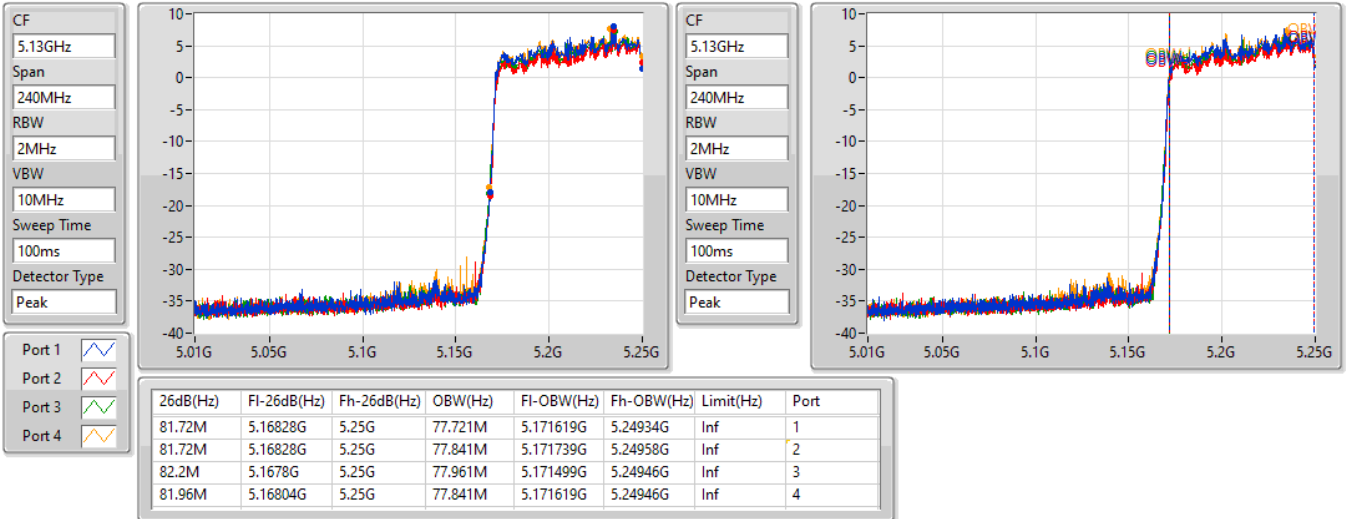 CF
5.13GHz
Span
240MHz
RBW
2MHz
VBW
10MHz
Sweep Time
100ms
Detector Type
Peak
10
5
0
-5
-10
-15
-20
-25
-30
-35
-40
5.01G 5.05G 5.1G 5.15G 5.2G 5.25G
CF
5.13GHz
Span
240MHz
RBW
2MHz
VBW
10MHz
Sweep Time
100ms
Detector Type
Peak
10
5
0
-5
-10
-15
-20
-25
-30
-35
-40
5.01G 5.05G 5.1G 5.15G 5.2G 5.25G
Port 1
Port 2
Port 3
Port 4
26dB(Hz) Fl-26dB(Hz) Fh-26dB(Hz) OBW(Hz) Fl-OBW(Hz) Fh-OBW(Hz) Limit(Hz) Port
81.72M 5.16828G 5.25G 77.721M 5.171619G 5.24934G Inf 1
81.72M 5.16828G 5.25G 77.841M 5.171739G 5.24958G Inf 2
82.2M 5.1678G 5.25G 77.961M 5.171499G 5.24946G Inf 3
81.96M 5.16804G 5.25G 77.841M 5.171619G 5.24946G Inf 4